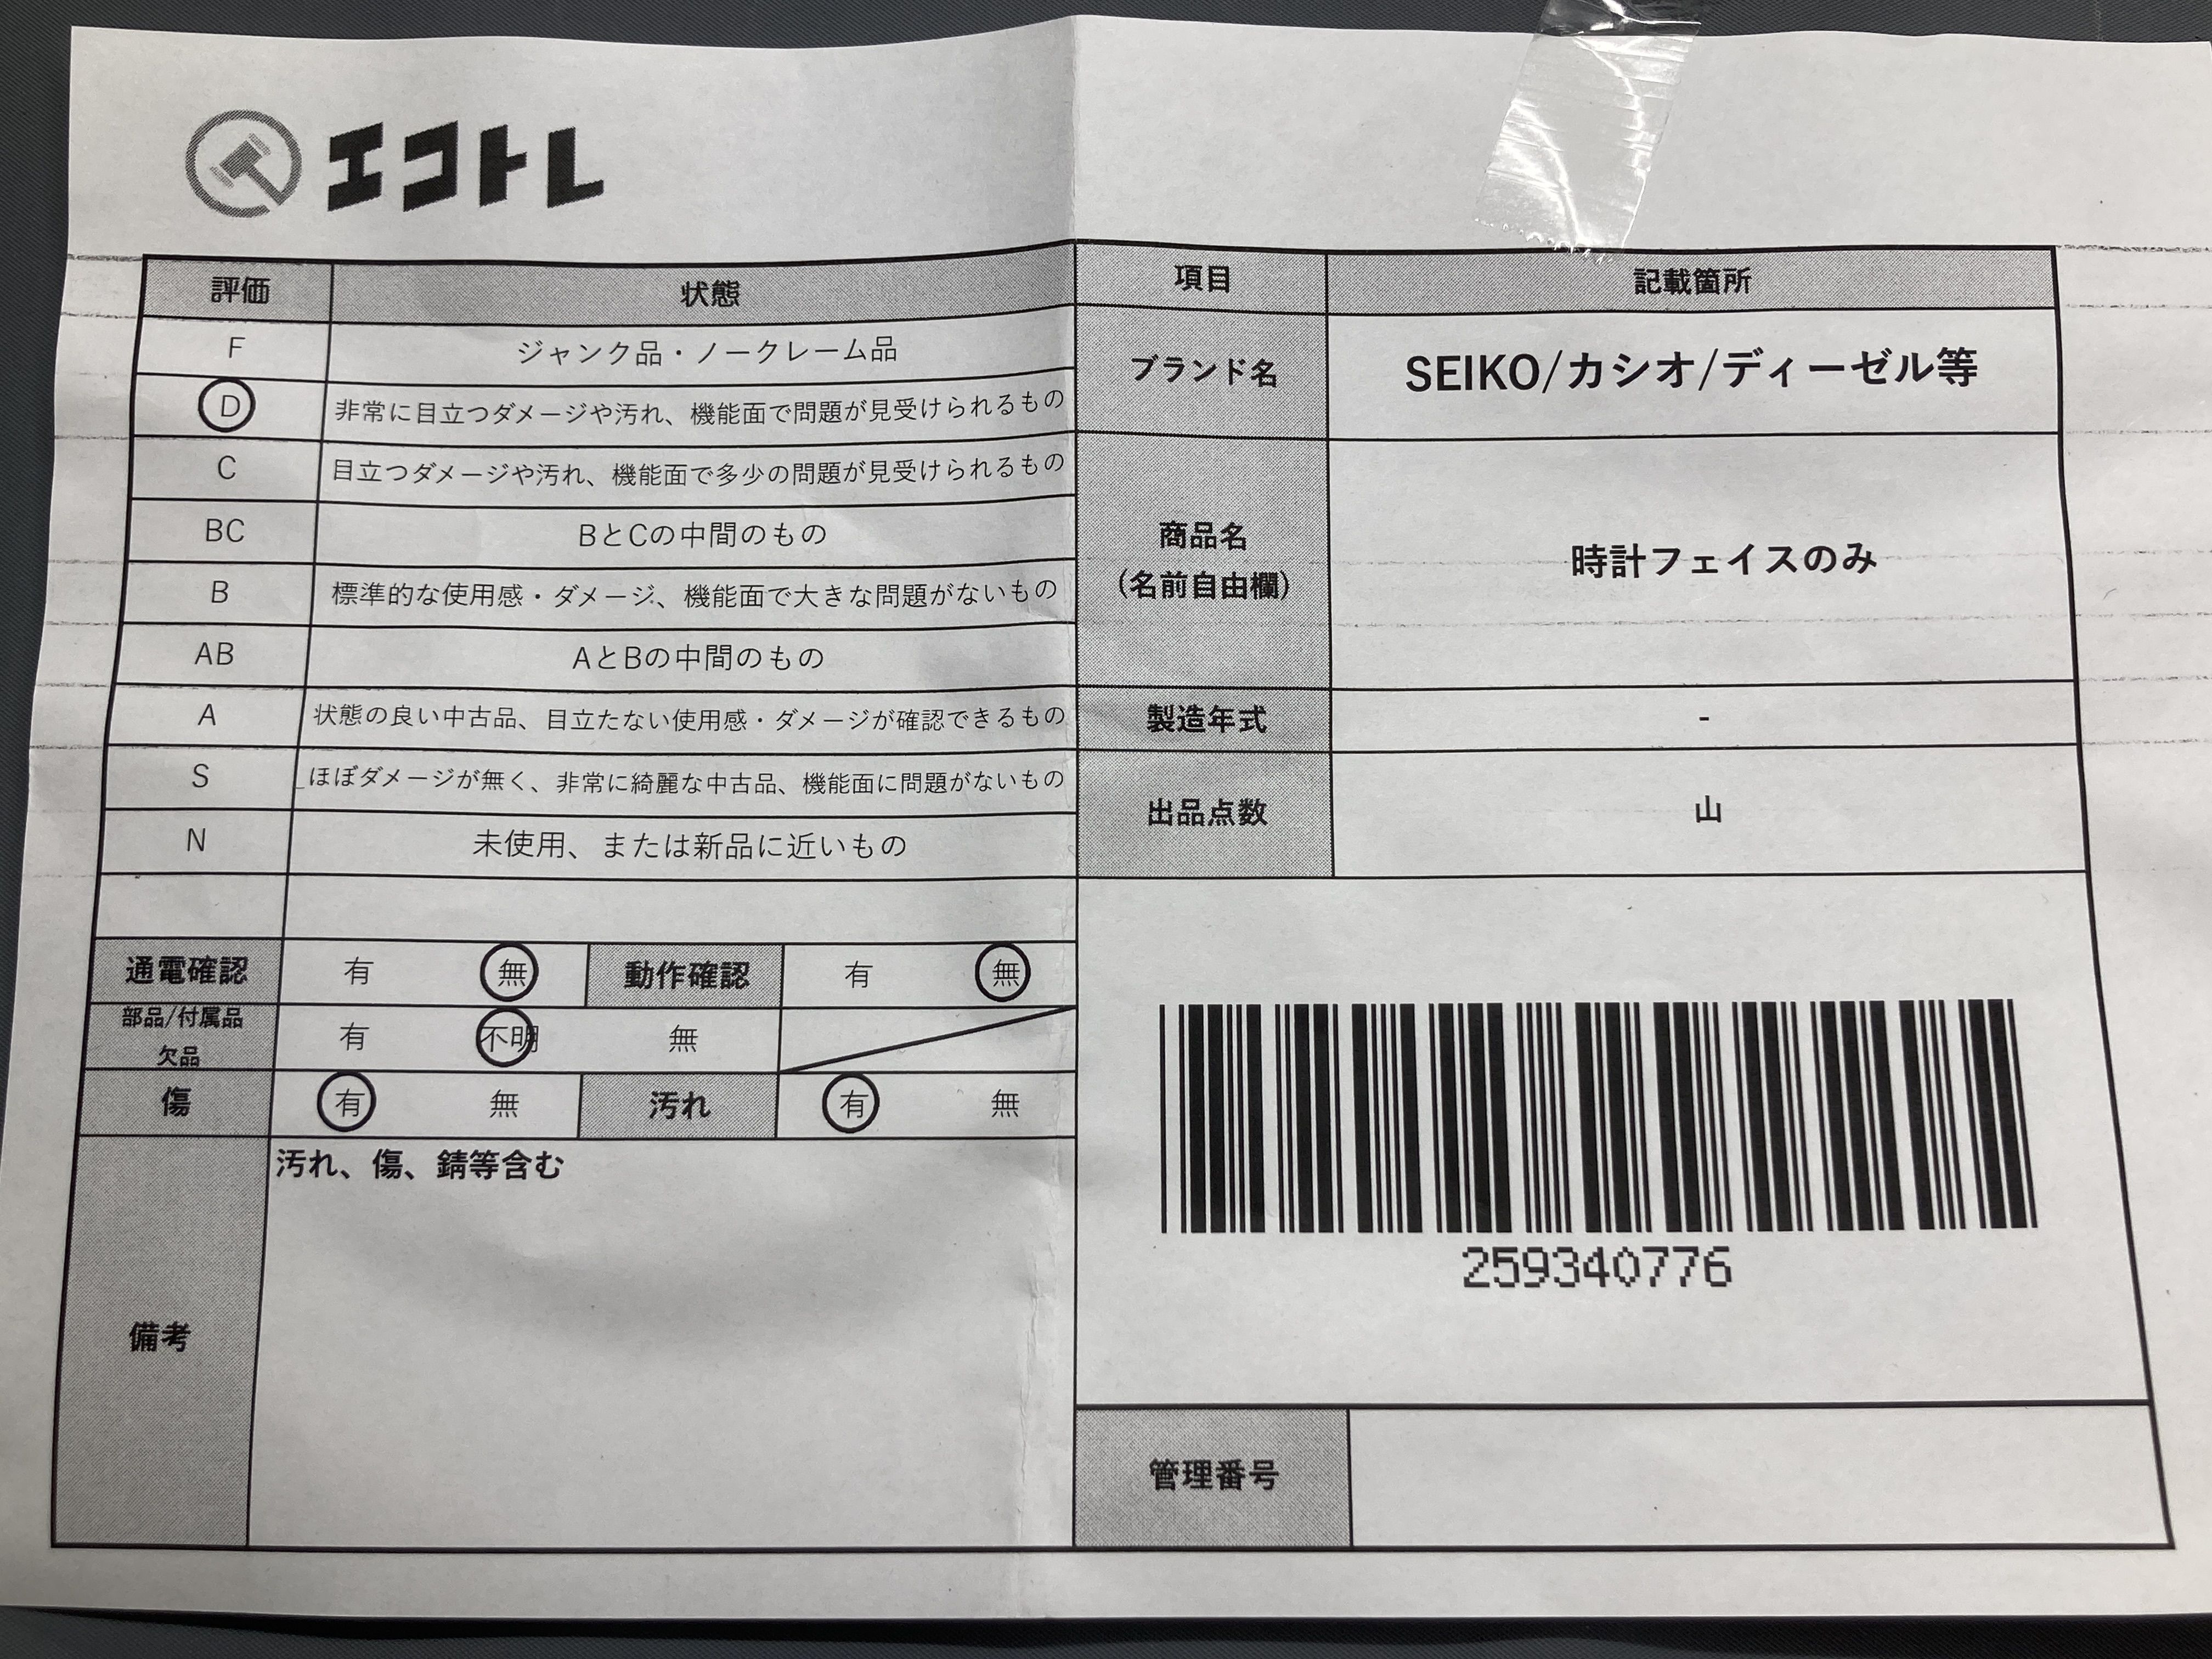 エコトレ
評価 状態
F ジャンク品・ノークレーム品
D 非常に目立つダメージや汚れ、機能面で問題が見受けられるもの
C 目立つダメージや汚れ、機能面で多少の問題が見受けられるもの
BC BとCの中間のもの
B 標準的な使用感・ダメージ、機能面で大きな問題がないもの
AB AとBの中間のもの
A 状態の良い中古品、目立たない使用感・ダメージが確認できるもの
S ほぼダメージが無く、非常に綺麗な中古品、機能面に問題がないもの
N 未使用、または新品に近いもの
通電確認 有 無 動作確認 有 無
部品/付属品
欠品 有 不明 無
傷 有 無 汚れ 有 無
備考 汚れ、傷、錆等含む
項目 記載箇所
ブランド名 SEIKO/カシオ/ディーゼル等
商品名
(名前自由欄) 時計フェイスのみ
製造年式 -
出品点数 山
259340776
管理番号